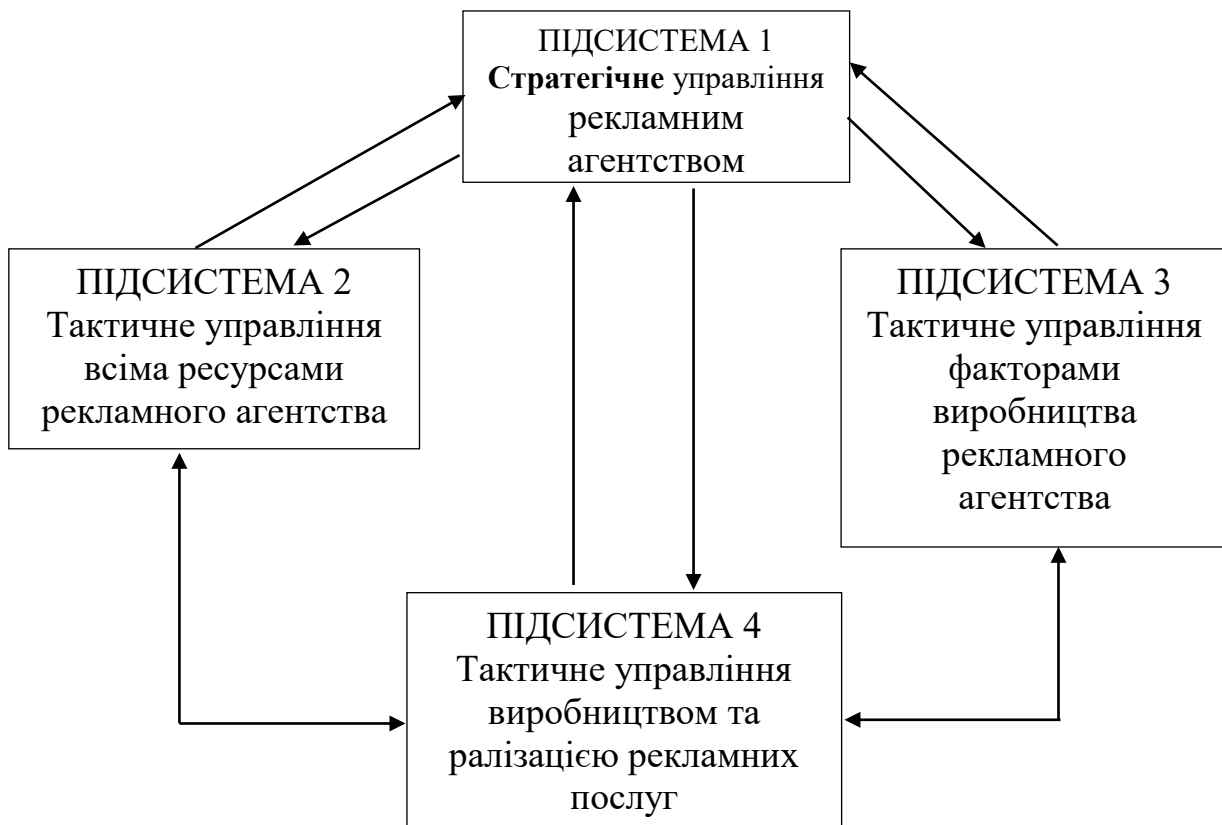 ПІДСИСТЕМА 1
Стратегічне управління
рекламним
агентством
ПІДСИСТЕМА 2
Тактичне управління
всіма ресурсами
рекламного агентства
ПІДСИСТЕМА 3
Тактичне управління
факторами
виробництва
рекламного
агентства
ПІДСИСТЕМА 4
Тактичне управління
виробництвом та
ралізацією рекламних
послуг